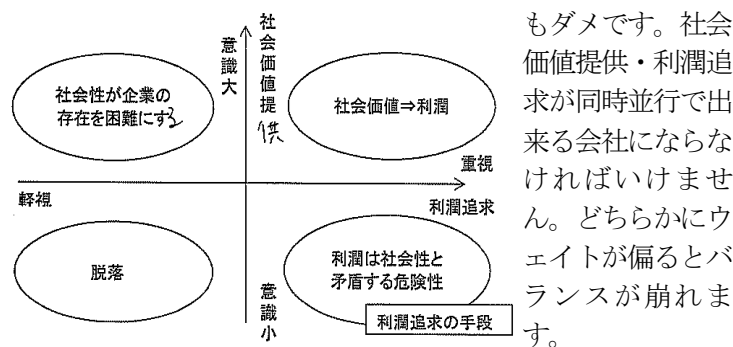 社会価値提供
意識大
社会性が企業の
存在を困難にする
社会価値⇒利潤
重視
軽視
利潤追求
脱落
利潤は社会性と
矛盾する危険性
利潤追求の手段
意識小
もダメです。社会
価値提供・利潤追
求が同時並行で出
来る会社にならな
ければいけませ
ん。どちらかにウ
ェイトが偏るとバ
ランスが崩れま
す。